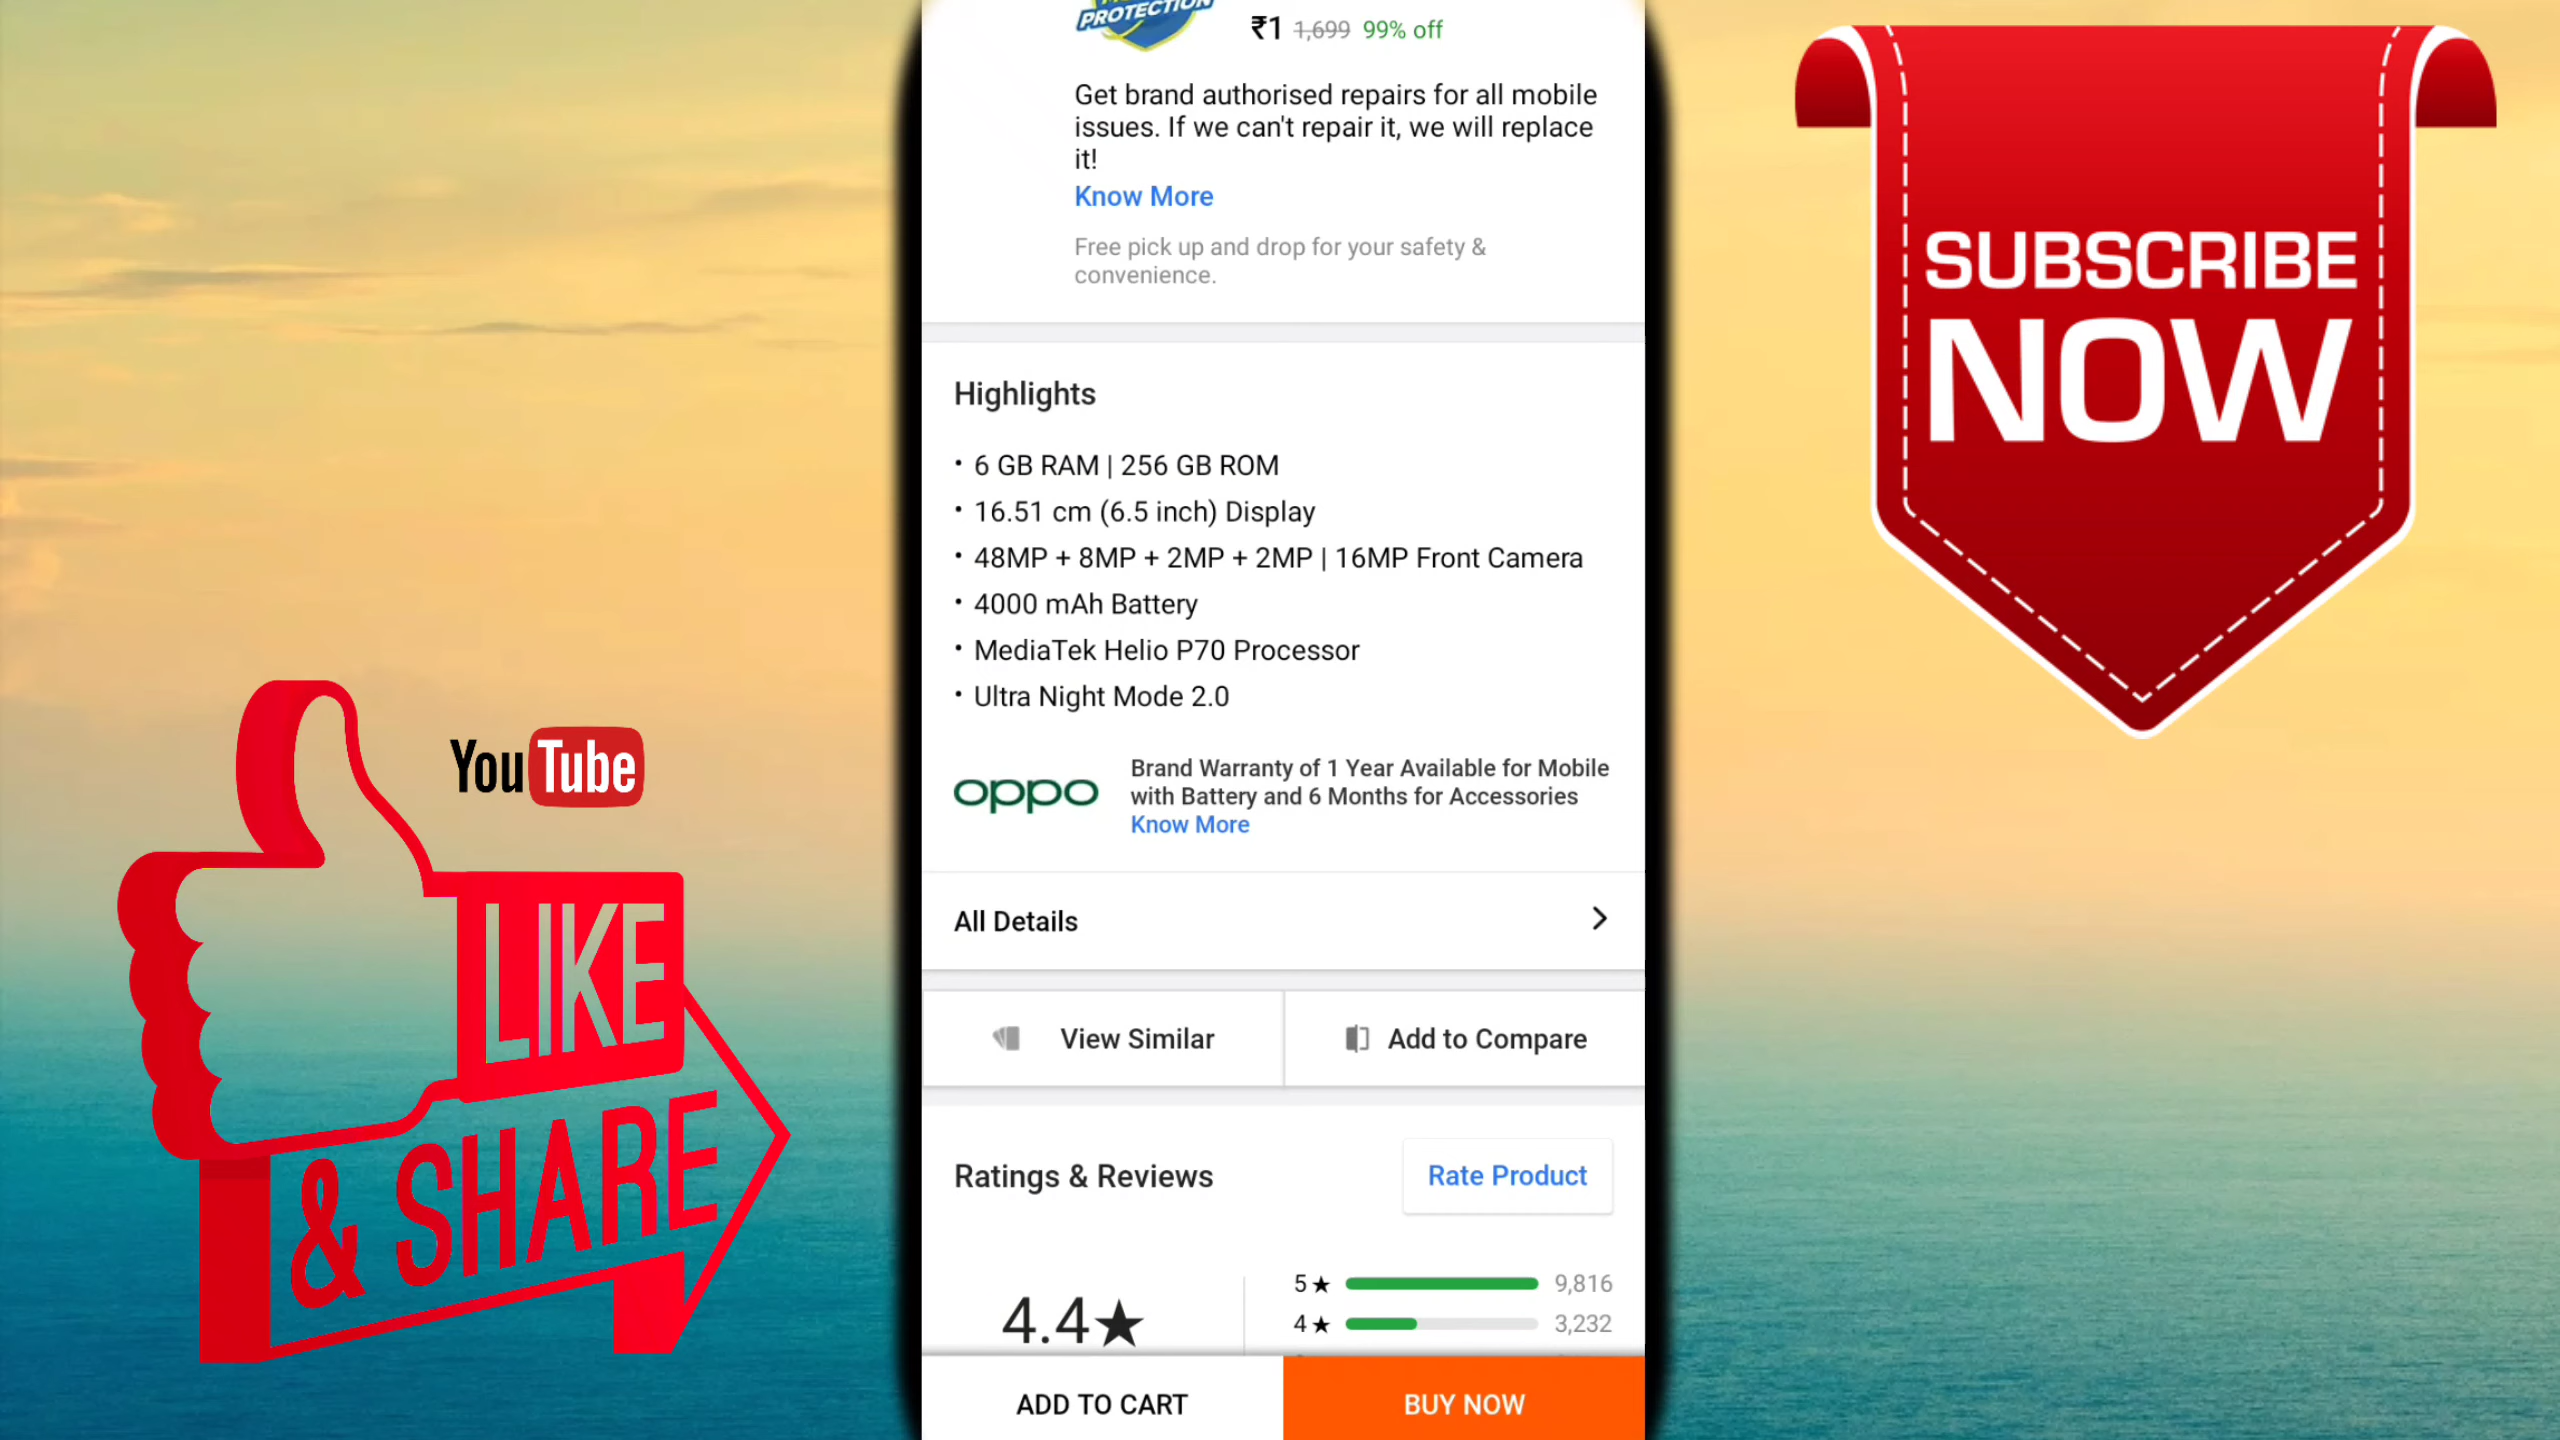 PROTECTION
₹1 1,699 99% off
Get brand authorised repairs for all mobile
issues. If we can't repair it, we will replace
it!
Know More
Free pick up and drop for your safety &
convenience.
Highlights
• 6 GB RAM | 256 GB ROM
• 16.51 cm (6.5 inch) Display
• 48MP + 8MP + 2MP + 2MP | 16MP Front Camera
• 4000 mAh Battery
• MediaTek Helio P70 Processor
• Ultra Night Mode 2.0
oppo
Brand Warranty of 1 Year Available for Mobile
with Battery and 6 Months for Accessories
Know More
All Details
View Similar
Add to Compare
Ratings & Reviews
Rate Product
4.4★
5★ 9,816
4★ 3,232
ADD TO CART
BUY NOW
YouTube
LIKE
& SHARE
SUBSCRIBE
NOW